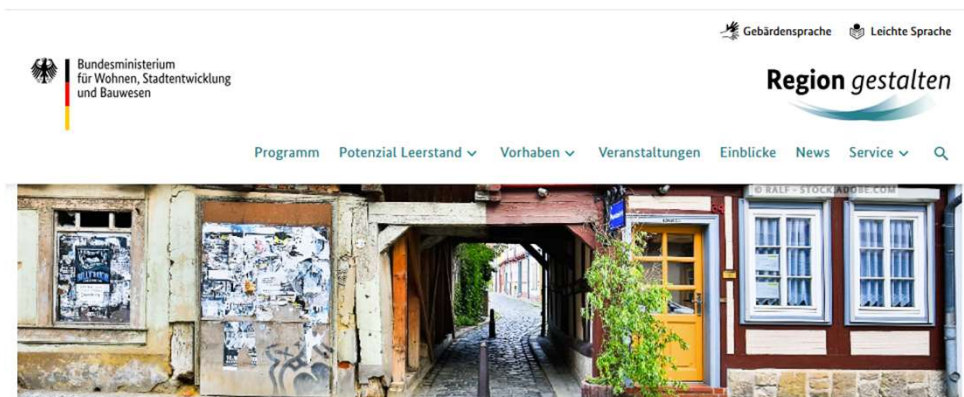 Gebärdensprache Leichte Sprache
Bundesministerium
für Wohnen, Stadtentwicklung
und Bauwesen
Region gestalten
Programm Potenzial Leerstand Vorhaben Veranstaltungen Einblicke News Service
© RALF - STOCK.ADOBE.COM